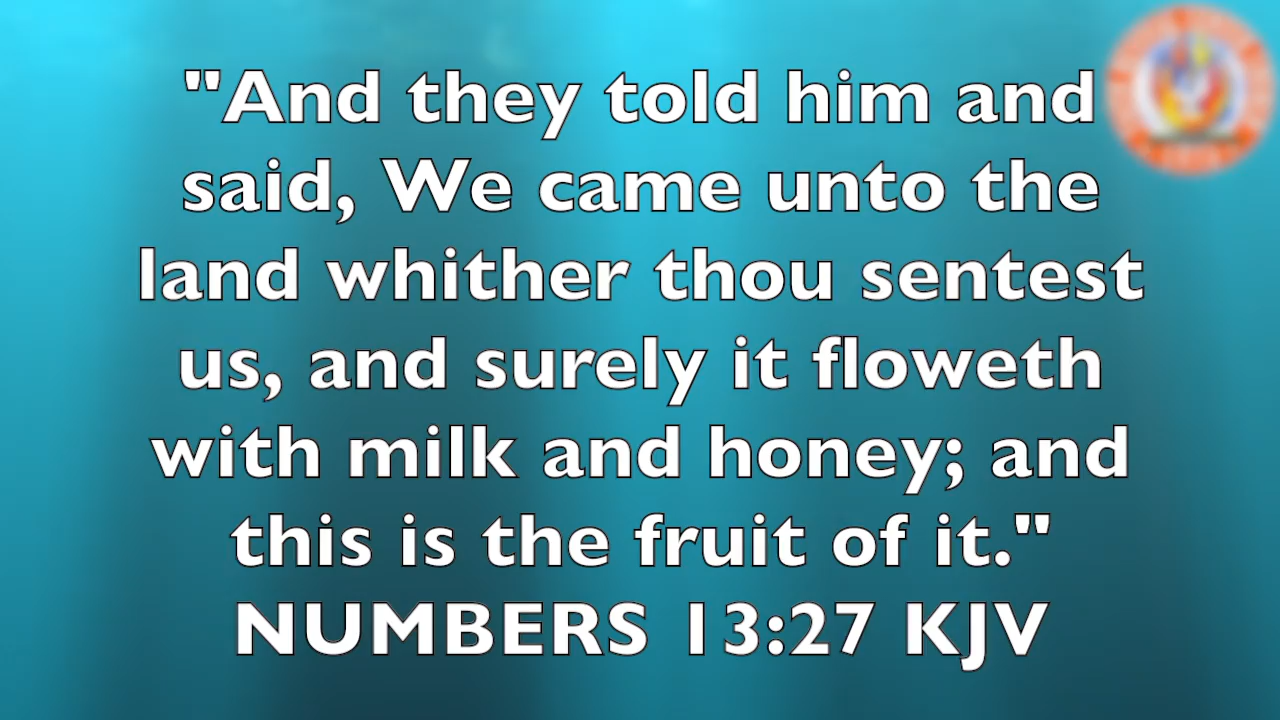 "And they told him and
said, We came unto the
land whither thou sentest
us, and surely it floweth
with milk and honey; and
this is the fruit of it."
NUMBERS 13:27 KJV